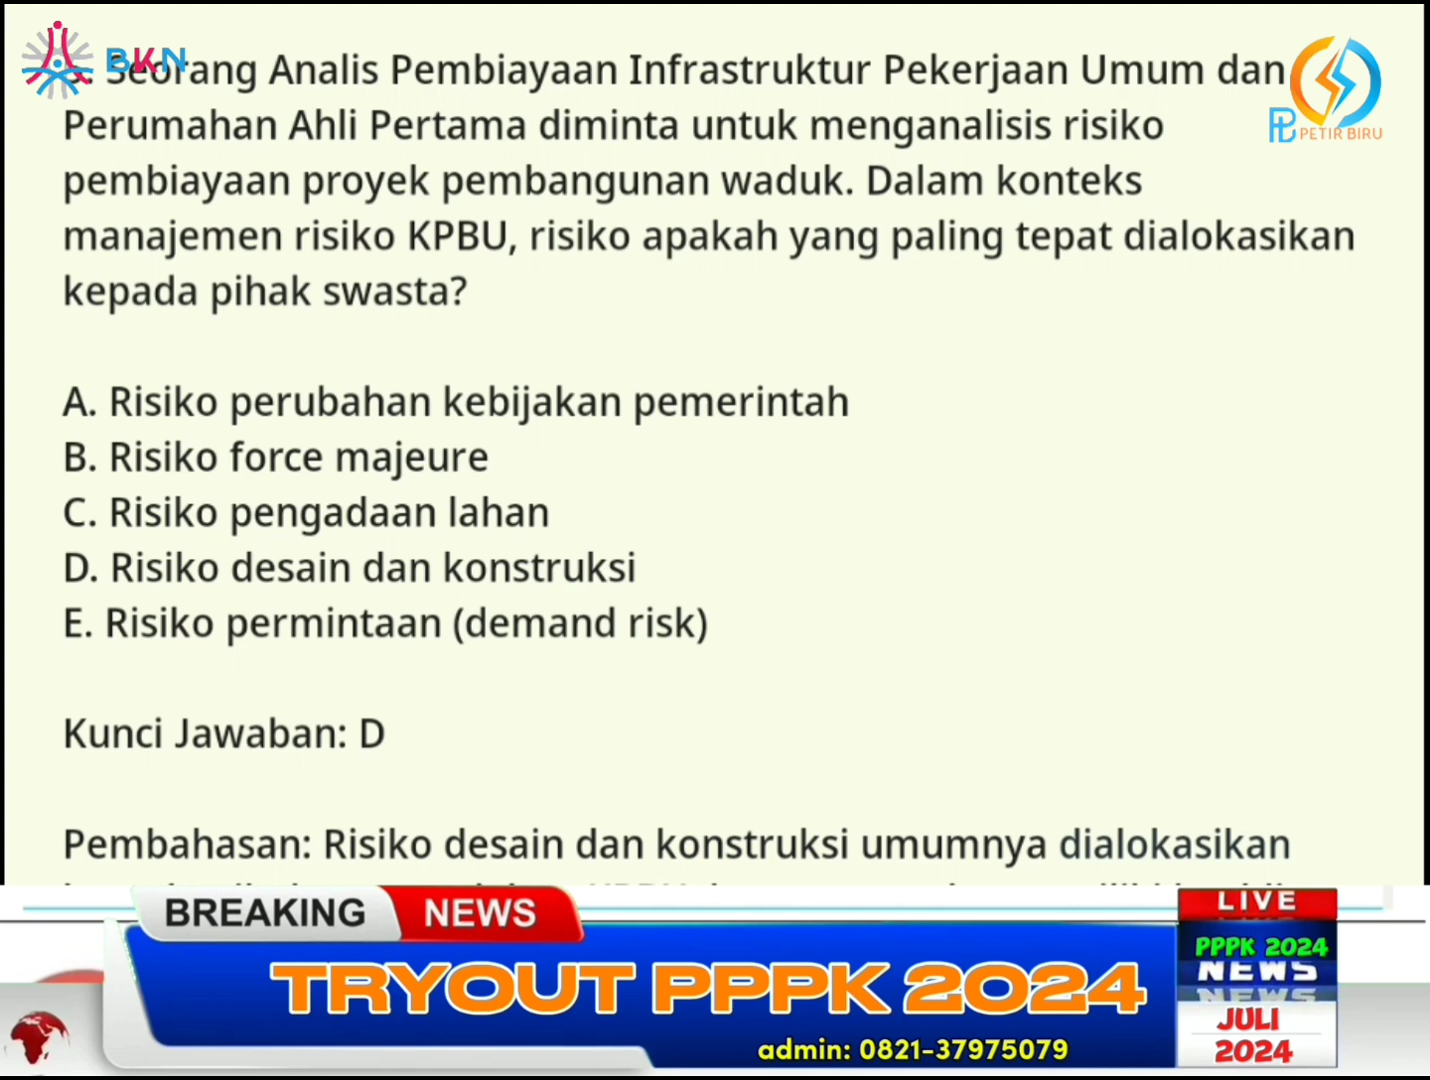 BKN
Seorang Analis Pembiayaan Infrastruktur Pekerjaan Umum dan
PETIR BIRU
Perumahan Ahli Pertama diminta untuk menganalisis risiko
pembiayaan proyek pembangunan waduk. Dalam konteks
manajemen risiko KPBU, risiko apakah yang paling tepat dialokasikan
kepada pihak swasta?
A. Risiko perubahan kebijakan pemerintah
B. Risiko force majeure
C. Risiko pengadaan lahan
D. Risiko desain dan konstruksi
E. Risiko permintaan (demand risk)
Kunci Jawaban: D
Pembahasan: Risiko desain dan konstruksi umumnya dialokasikan
BREAKING NEWS
TRYOUT PPPK 2024
admin: 0821-37975079
LIVE
PPPK 2024
NEWS
NEWS
JULI
2024